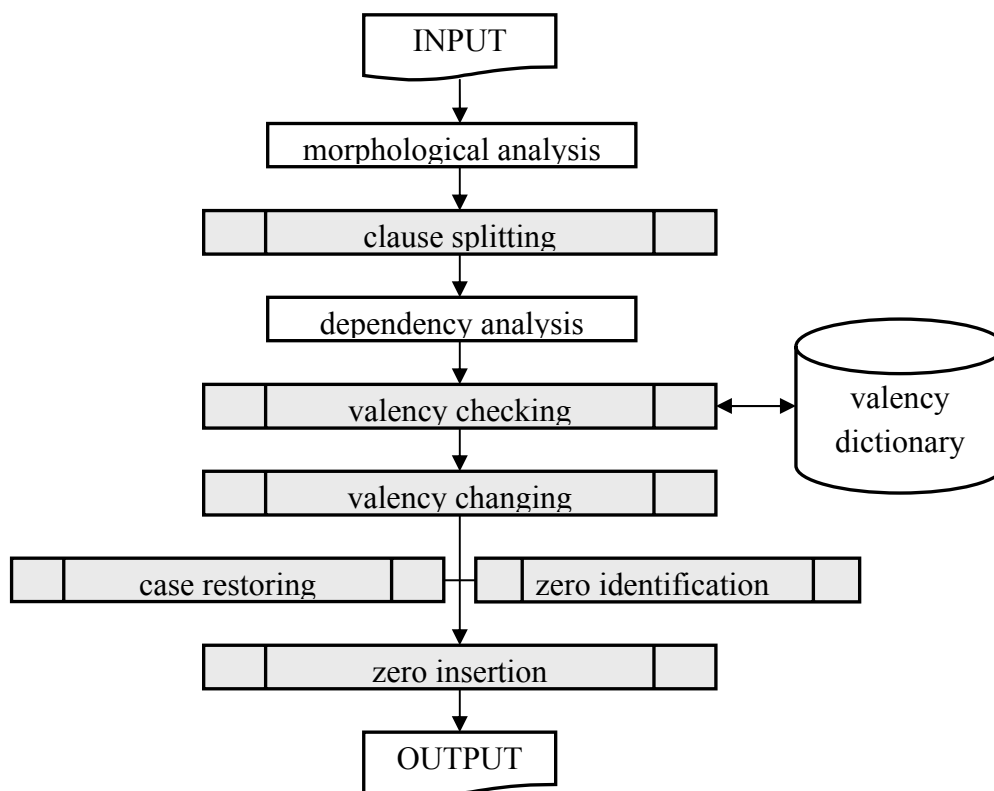 INPUT
morphological analysis
clause splitting
dependency analysis
valency checking
valency
dictionary
valency changing
case restoring
zero identification
zero insertion
OUTPUT